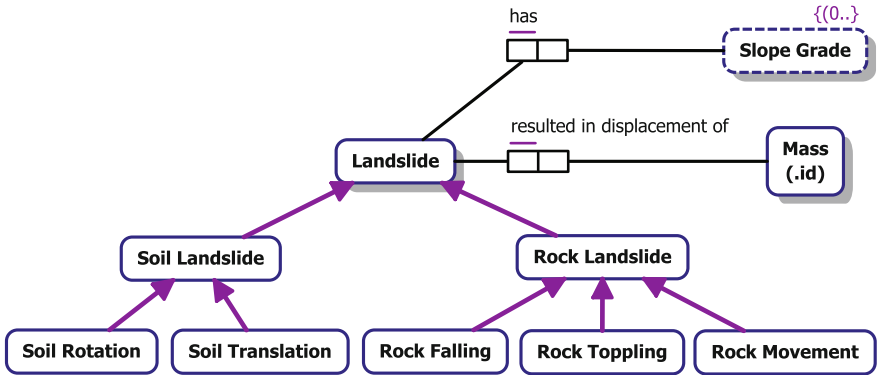 has
{(0..}
Slope Grade
resulted in displacement of
Landslide
Mass
(.id)
Soil Landslide
Rock Landslide
Soil Rotation
Soil Translation
Rock Falling
Rock Toppling
Rock Movement